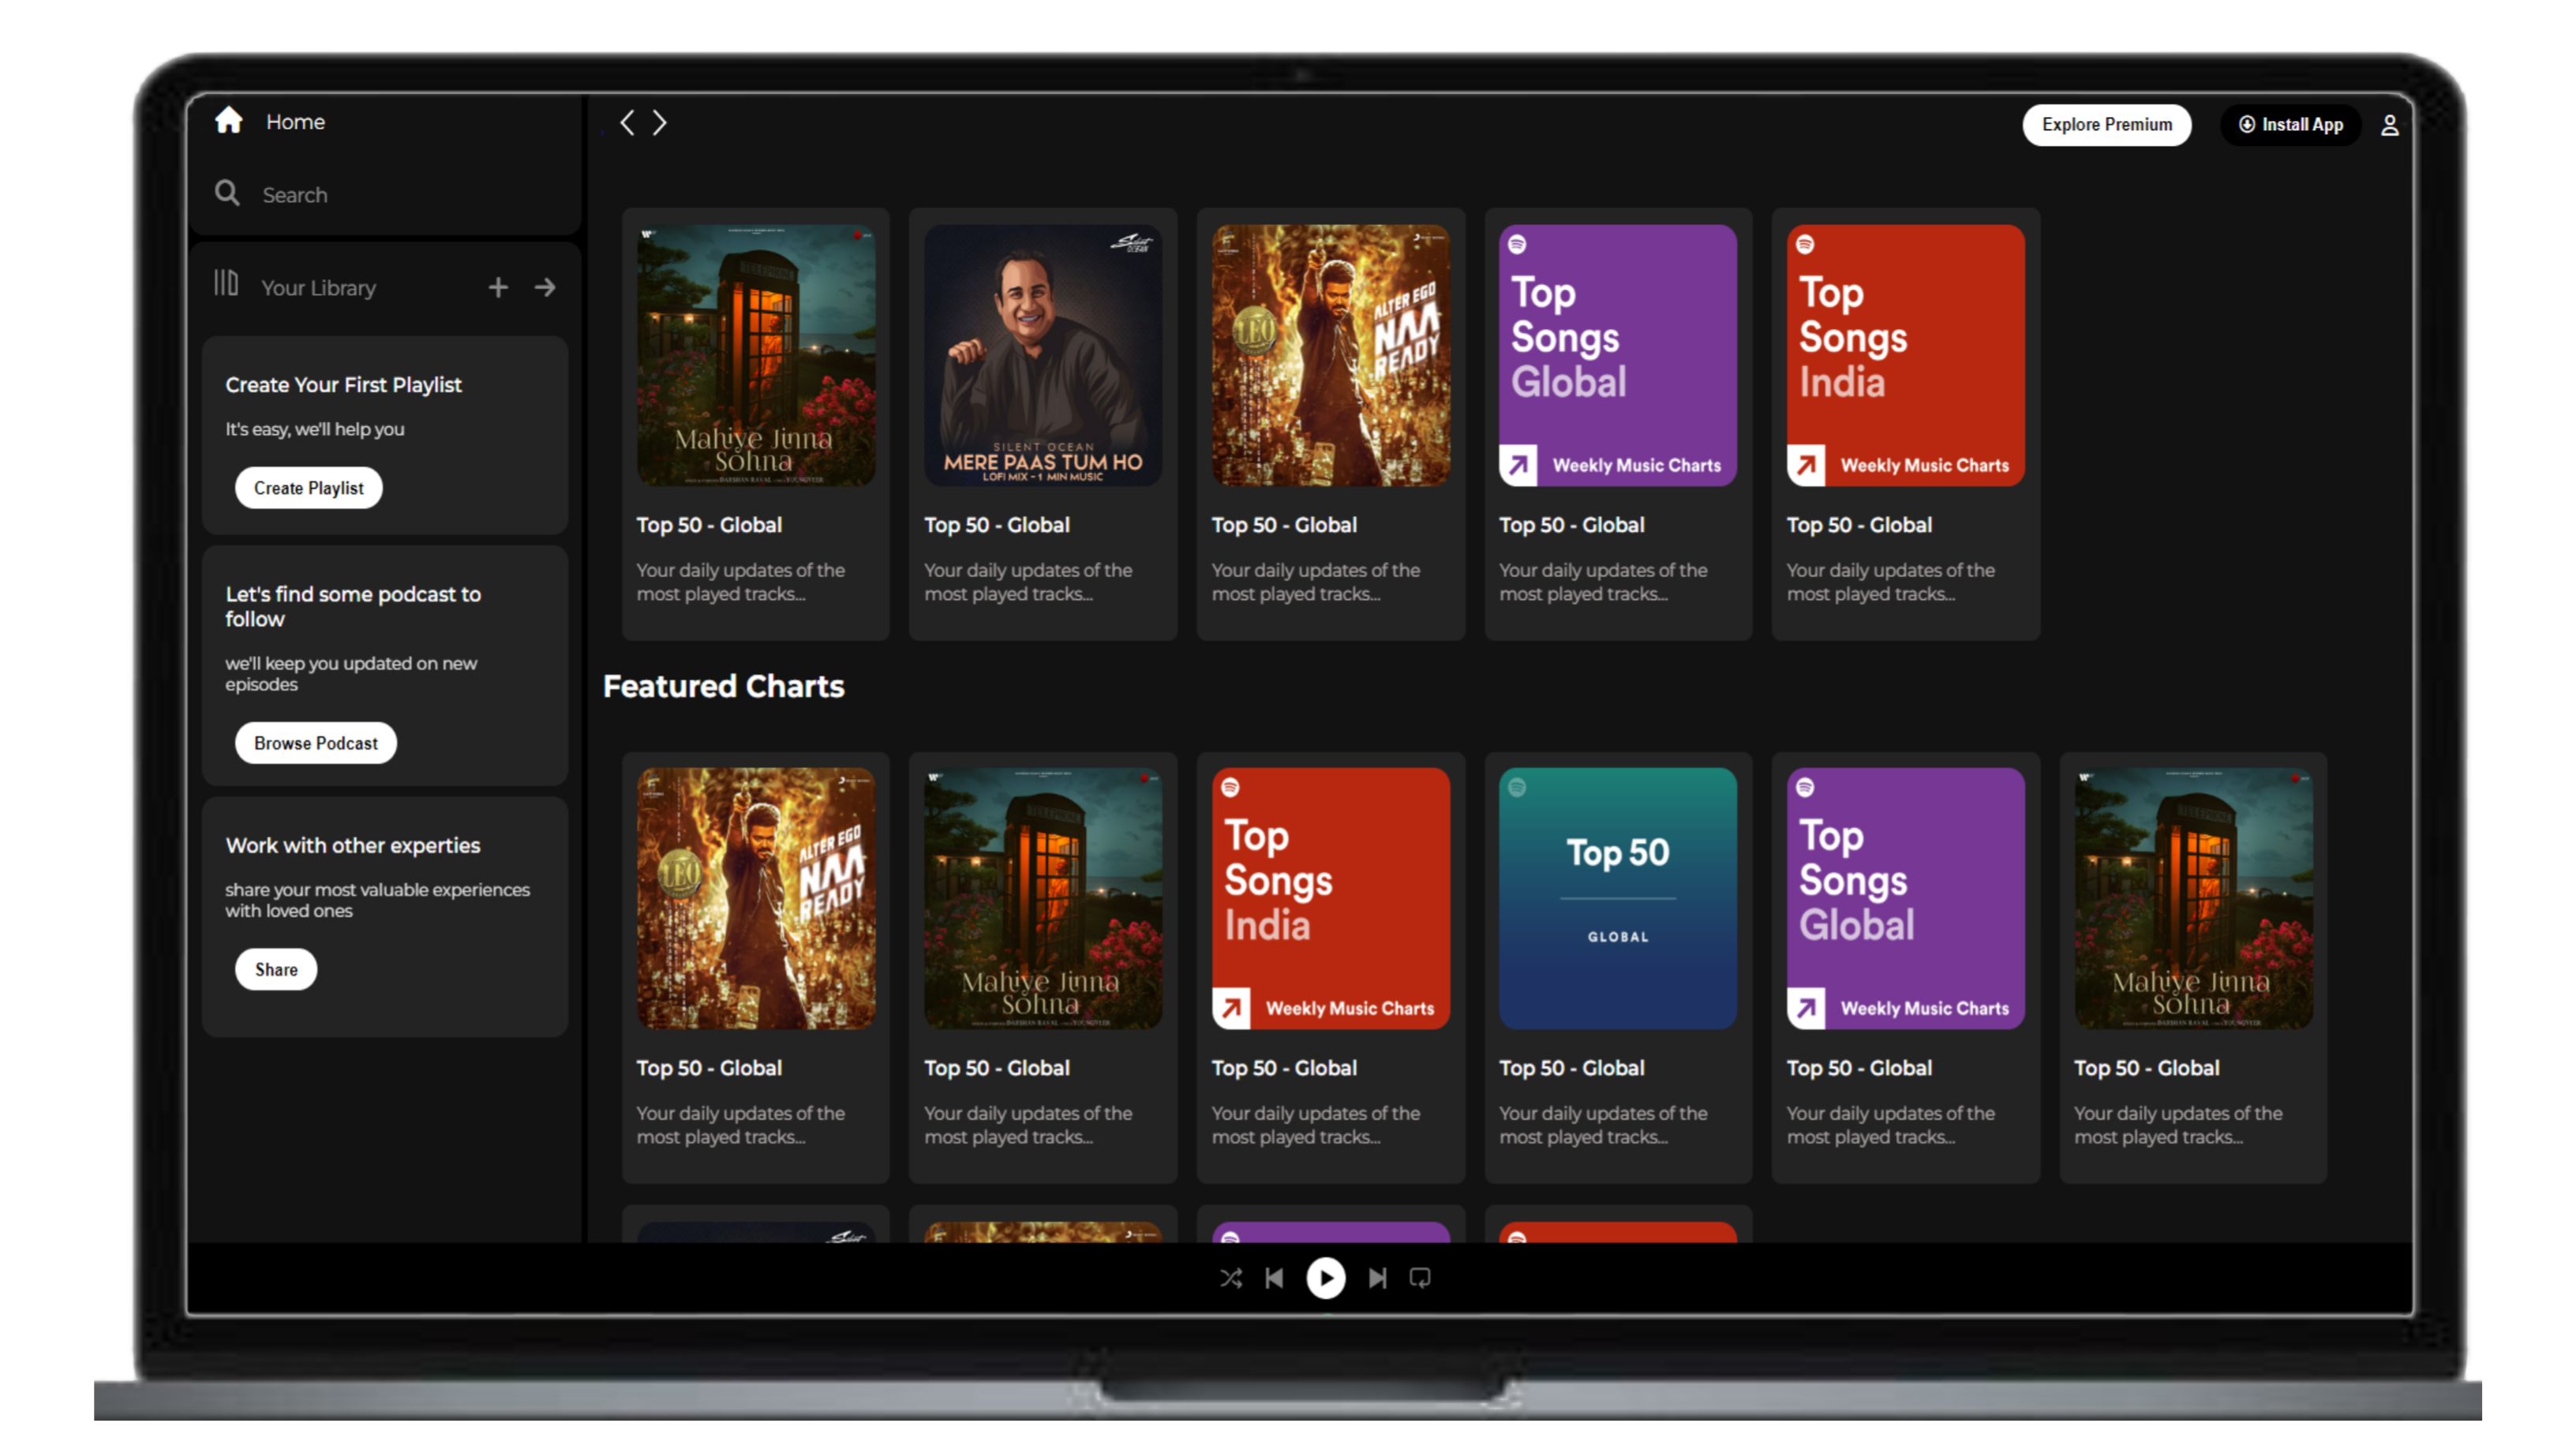 Home
Search
Your Library
Create Your First Playlist
It's easy, we'll help you
Create Playlist
Let's find some podcast to
follow
we'll keep you updated on new
episodes
Browse Podcast
Work with other experties
share your most valuable experiences
with loved ones
Share
Explore Premium
Install App
TELEPHONE
Mahiye Jinna
Sohna
Silent
OCEAN
SILENT OCEAN
MERE PAAS TUM HO
LOFI MIX - 1 MIN MUSIC
LEO
ALTER EGO
NAA
READY
Top
Songs
Global
Weekly Music Charts
Top
Songs
India
Weekly Music Charts
Top 50 - Global
Your daily updates of the
most played tracks...
Top 50 - Global
Your daily updates of the
most played tracks...
Top 50 - Global
Your daily updates of the
most played tracks...
Top 50 - Global
Your daily updates of the
most played tracks...
Top 50 - Global
Your daily updates of the
most played tracks...
Featured Charts
LEO
ALTER EGO
NAA
READY
TELEPHONE
Mahiye Jinna
Sohna
Top
Songs
India
Weekly Music Charts
Top 50
GLOBAL
Top
Songs
Global
Weekly Music Charts
TELEPHONE
Mahiye Jinna
Sohna
Top 50 - Global
Your daily updates of the
most played tracks...
Top 50 - Global
Your daily updates of the
most played tracks...
Top 50 - Global
Your daily updates of the
most played tracks...
Top 50 - Global
Your daily updates of the
most played tracks...
Top 50 - Global
Your daily updates of the
most played tracks...
Top 50 - Global
Your daily updates of the
most played tracks...